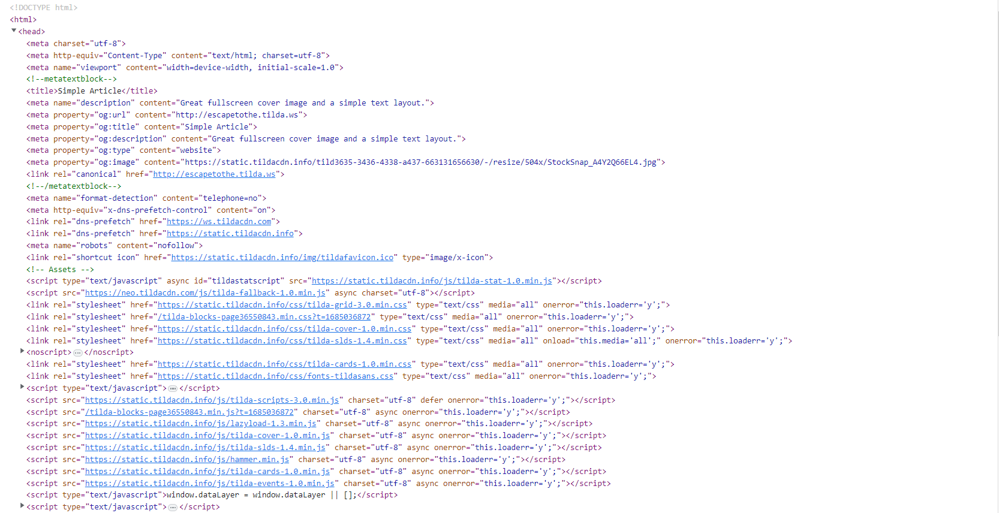 <!DOCTYPE html>
<html>
<head>
<meta charset="utf-8">
<meta http-equiv="Content-Type" content="text/html; charset=utf-8">
<meta name="viewport" content="width=device-width, initial-scale=1.0">
<!--metatextblock-->
<title>Simple Article</title>
<meta name="description" content="Great fullscreen cover image and a simple text layout.">
<meta property="og:url" content="http://escapetothe.tilda.ws">
<meta property="og:title" content="Simple Article">
<meta property="og:description" content="Great fullscreen cover image and a simple text layout.">
<meta property="og:type" content="website">
<meta property="og:image" content="https://static.tildacdn.info/tild3635-3436-4338-a437-663131656630/-/resize/504x/StockSnap_A4Y2Q66EL4.jpg">
<link rel="canonical" href="http://escapetothe.tilda.ws">
<!--/metatextblock-->
<meta name="format-detection" content="telephone=no">
<meta http-equiv="x-dns-prefetch-control" content="on">
<link rel="dns-prefetch" href="https://ws.tildacdn.com">
<link rel="dns-prefetch" href="https://static.tildacdn.info">
<meta name="robots" content="nofollow">
<link rel="shortcut icon" href="https://static.tildacdn.info/img/tildafavicon.ico" type="image/x-icon">
<!-- Assets -->
<script type="text/javascript" async id="tildastatscript" src="https://static.tildacdn.info/js/tilda-stat-1.0.min.js"></script>
<script src="https://neo.tildacdn.com/js/tilda-fallback-1.0.min.js" async charset="utf-8"></script>
<link rel="stylesheet" href="https://static.tildacdn.info/css/tilda-grid-3.0.min.css" type="text/css" media="all" onerror="this.loaderr='y';">
<link rel="stylesheet" href="/tilda-blocks-page36550843.min.css?t=1685036872" type="text/css" media="all" onerror="this.loaderr='y';">
<link rel="stylesheet" href="https://static.tildacdn.info/css/tilda-cover-1.0.min.css" type="text/css" media="all" onerror="this.loaderr='y';">
<link rel="stylesheet" href="https://static.tildacdn.info/css/tilda-slds-1.4.min.css" type="text/css" media="all" onload="this.media='all';" onerror="this.loaderr='y';">
<noscript>…</noscript>
<link rel="stylesheet" href="https://static.tildacdn.info/css/tilda-cards-1.0.min.css" type="text/css" media="all" onerror="this.loaderr='y';">
<link rel="stylesheet" href="https://static.tildacdn.info/css/fonts-tildasans.css" type="text/css" media="all" onerror="this.loaderr='y';">
<script type="text/javascript">…</script>
<script src="https://static.tildacdn.info/js/tilda-scripts-3.0.min.js" charset="utf-8" defer onerror="this.loaderr='y';"></script>
<script src="/tilda-blocks-page36550843.min.js?t=1685036872" charset="utf-8" async onerror="this.loaderr='y';"></script>
<script src="https://static.tildacdn.info/js/lazyload-1.3.min.js" charset="utf-8" async onerror="this.loaderr='y';"></script>
<script src="https://static.tildacdn.info/js/tilda-cover-1.0.min.js" charset="utf-8" async onerror="this.loaderr='y';"></script>
<script src="https://static.tildacdn.info/js/tilda-slds-1.4.min.js" charset="utf-8" async onerror="this.loaderr='y';"></script>
<script src="https://static.tildacdn.info/js/hammer.min.js" charset="utf-8" async onerror="this.loaderr='y';"></script>
<script src="https://static.tildacdn.info/js/tilda-cards-1.0.min.js" charset="utf-8" async onerror="this.loaderr='y';"></script>
<script src="https://static.tildacdn.info/js/tilda-events-1.0.min.js" charset="utf-8" async onerror="this.loaderr='y';"></script>
<script type="text/javascript">window.dataLayer = window.dataLayer || [];</script>
<script type="text/javascript">…</script>